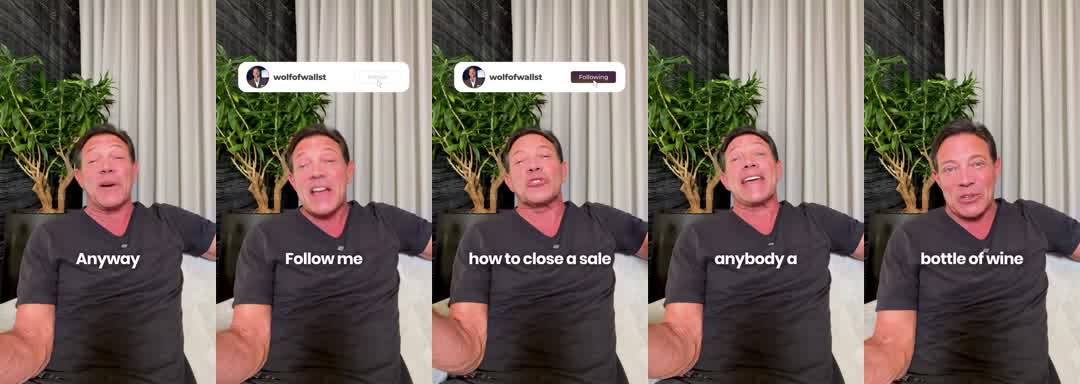 Anyway
wolfofwallst
Follow me
wolfofwallst Following
how to close a sale
anybody a
bottle of wine